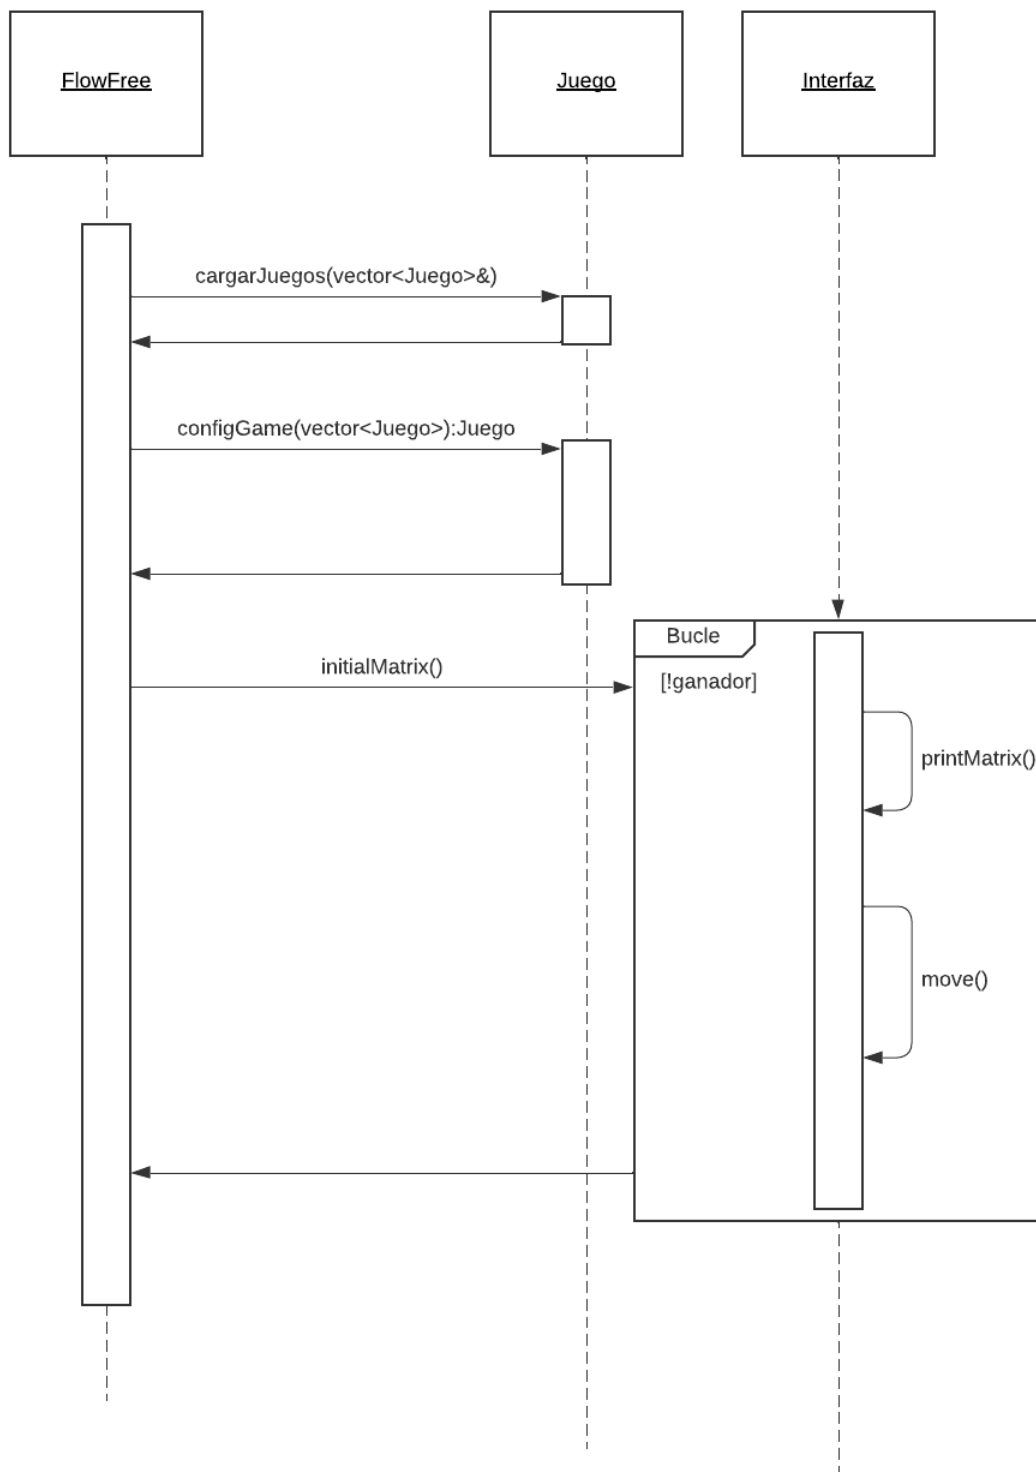 FlowFree
Juego
Interfaz
cargarJuegos(vector<Juego>&)
configGame(vector<Juego>):Juego
Bucle
initialMatrix()
[!ganador]
printMatrix()
move()